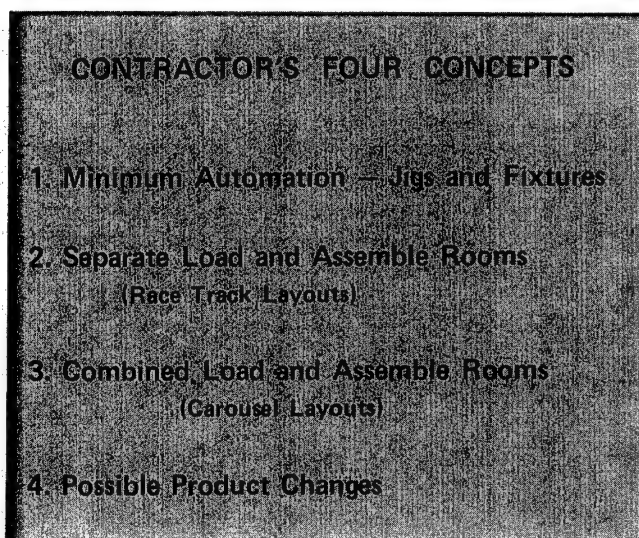 CONTRACTOR'S FOUR CONCEPTS
1. Minimum Automation — Jigs and Fixtures
2. Separate Load and Assemble Rooms
(Race Track Layouts)
3. Combined Load and Assemble Rooms
(Carousel Layouts)
4. Possible Product Changes